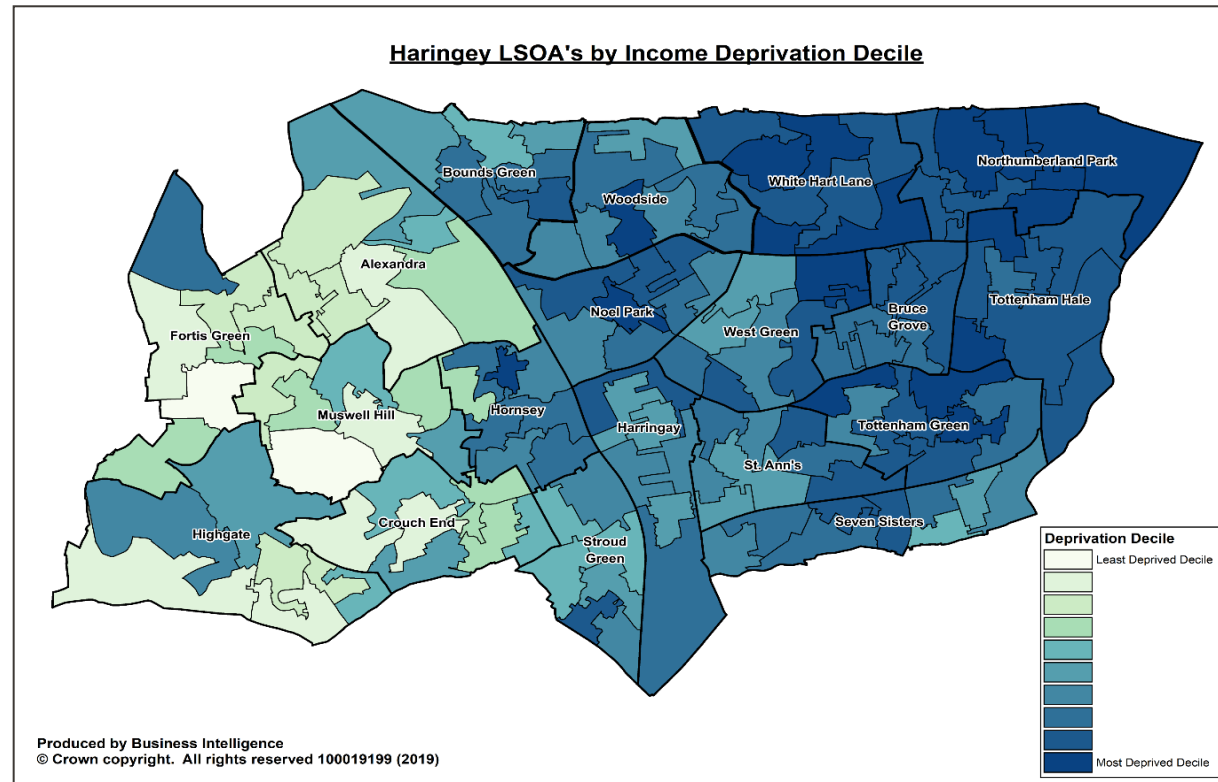 Haringey LSOA's by Income Deprivation Decile
Northumberland Park
Bounds Green
White Hart Lane
Woodside
Alexandra
Tottenham Hale
Noel Park
Bruce
Grove
West Green
Fortis Green
Muswell Hill
Hornsey
Harringay
Tottenham Green
St. Ann's
Crouch End
Seven Sisters
Highgate
Stroud
Green
Deprivation Decile
Least Deprived Decile
Most Deprived Decile
Produced by Business Intelligence
© Crown copyright. All rights reserved 100019199 (2019)